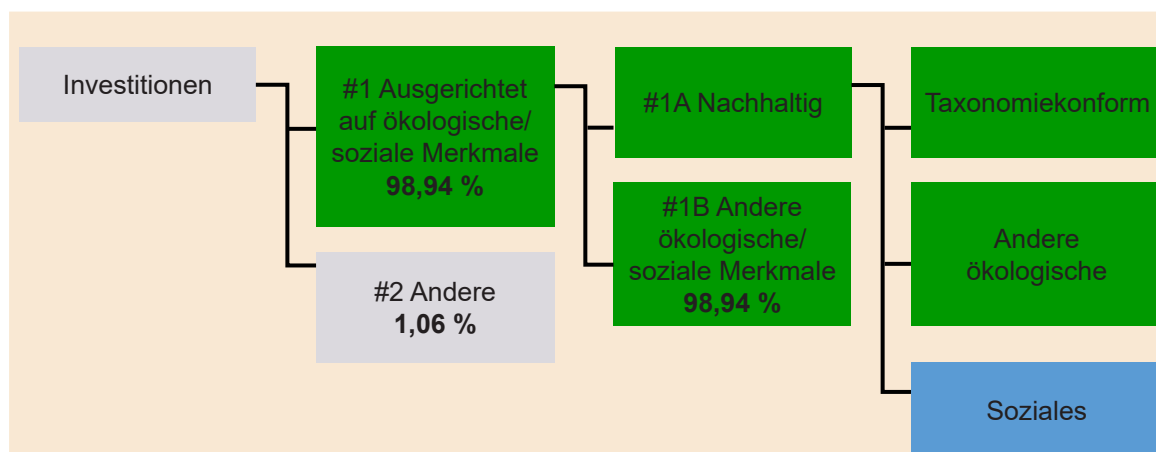 Investitionen
#1 Ausgerichtet
auf ökologische/
soziale Merkmale
98,94 %
#2 Andere
1,06 %
#1A Nachhaltig
#1B Andere
ökologische/
soziale Merkmale
98,94 %
Taxonomiekonform
Andere
ökologische
Soziales